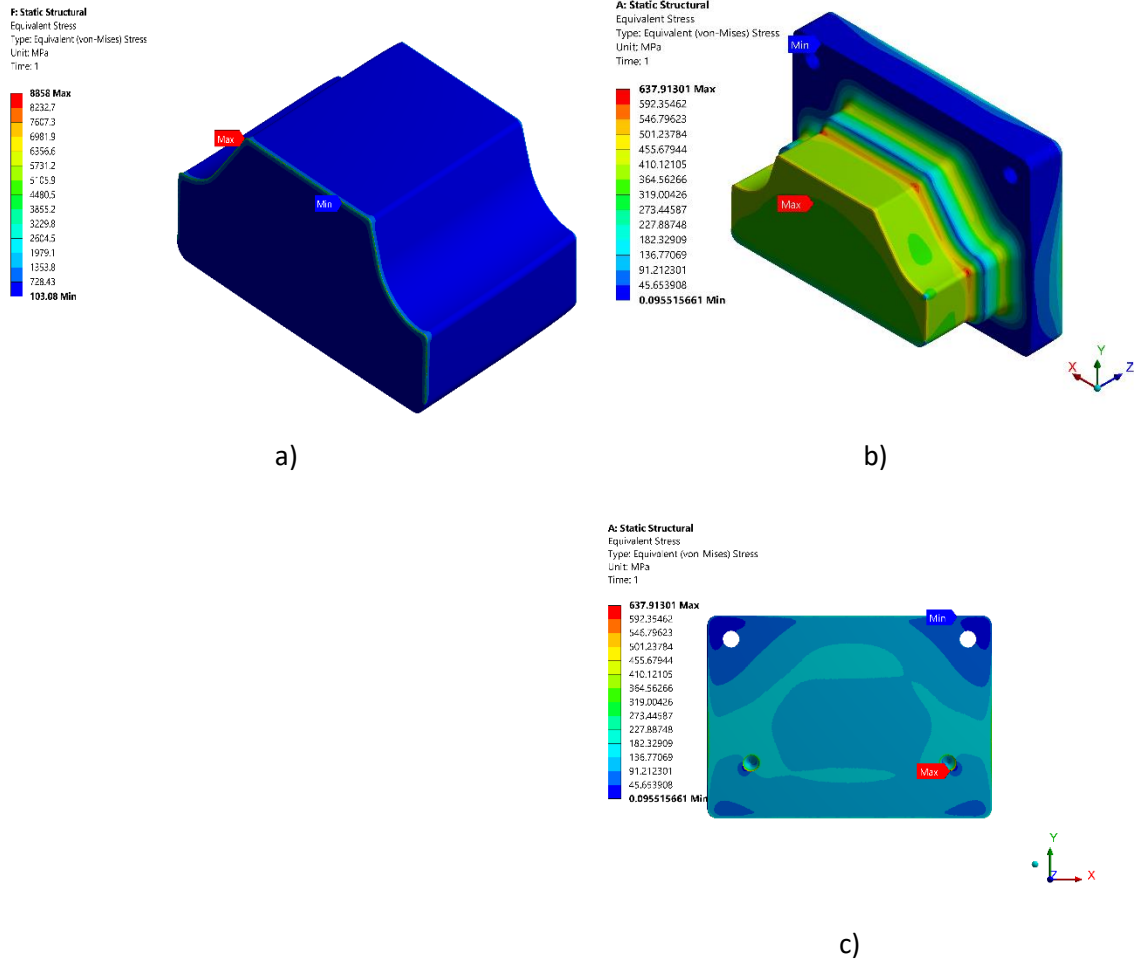 F: Static Structural
Equivalent Stress
Type: Equivalent (von-Mises) Stress
Unit: MPa
Time: 1
8858 Max
8232.7
7607.3
6981.9
6356.6
5731.2
5105.9
4480.5
3855.2
3229.8
2604.5
1979.1
1353.8
728.43
103.08 Min
Max
Min
a)
A: Static Structural
Equivalent Stress
Type: Equivalent (von-Mises) Stress
Unit: MPa
Time: 1
637.91301 Max
592.35462
546.79623
501.23784
455.67944
410.12105
364.56266
319.00426
273.44587
227.88748
182.32909
136.77069
91.212301
45.653908
0.095515661 Min
Min
Max
Y
X
Z
b)
A: Static Structural
Equivalent Stress
Type: Equivalent (von-Mises) Stress
Unit: MPa
Time: 1
637.91301 Max
592.35462
546.79623
501.23784
455.67944
410.12105
364.56266
319.00426
273.44587
227.88748
182.32909
136.77069
91.212301
45.653908
0.095515661 Min
Min
Max
Y
Z
X
c)